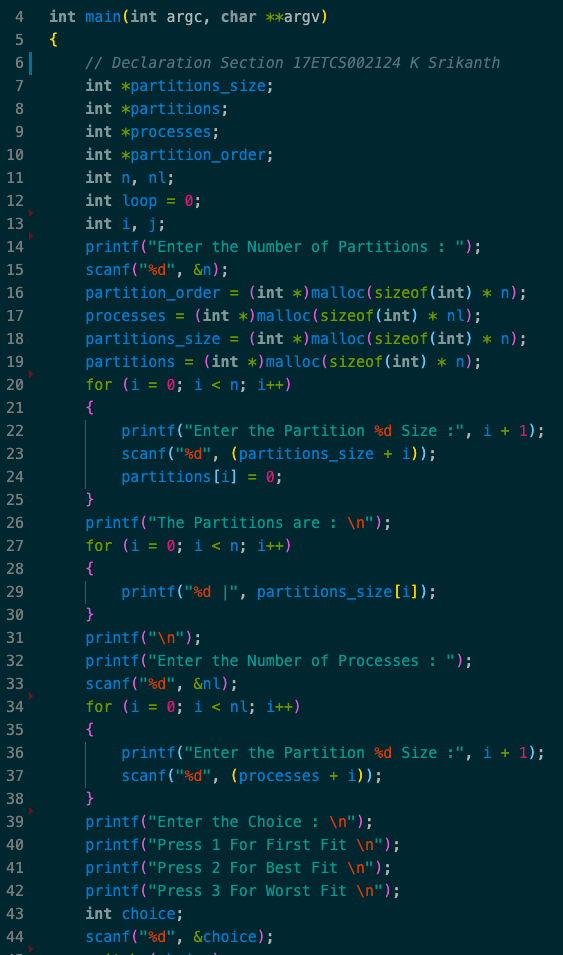 4 int main(int argc, char **argv)
5 {
6 // Declaration Section 17ETCS002124 K Srikanth
7 int *partitions_size;
8 int *partitions;
9 int *processes;
10 int *partition_order;
11 int n, nl;
12 int loop = 0;
13 int i, j;
14 printf("Enter the Number of Partitions : ");
15 scanf("%d", &n);
16 partition_order = (int *)malloc(sizeof(int) * n);
17 processes = (int *)malloc(sizeof(int) * nl);
18 partitions_size = (int *)malloc(sizeof(int) * n);
19 partitions = (int *)malloc(sizeof(int) * n);
20 for (i = 0; i < n; i++)
21 {
22 printf("Enter the Partition %d Size :", i + 1);
23 scanf("%d", (partitions_size + i));
24 partitions[i] = 0;
25 }
26 printf("The Partitions are : \n");
27 for (i = 0; i < n; i++)
28 {
29 printf("%d |", partitions_size[i]);
30 }
31 printf("\n");
32 printf("Enter the Number of Processes : ");
33 scanf("%d", &nl);
34 for (i = 0; i < nl; i++)
35 {
36 printf("Enter the Partition %d Size :", i + 1);
37 scanf("%d", (processes + i));
38 }
39 printf("Enter the Choice : \n");
40 printf("Press 1 For First Fit \n");
41 printf("Press 2 For Best Fit \n");
42 printf("Press 3 For Worst Fit \n");
43 int choice;
44 scanf("%d", &choice);